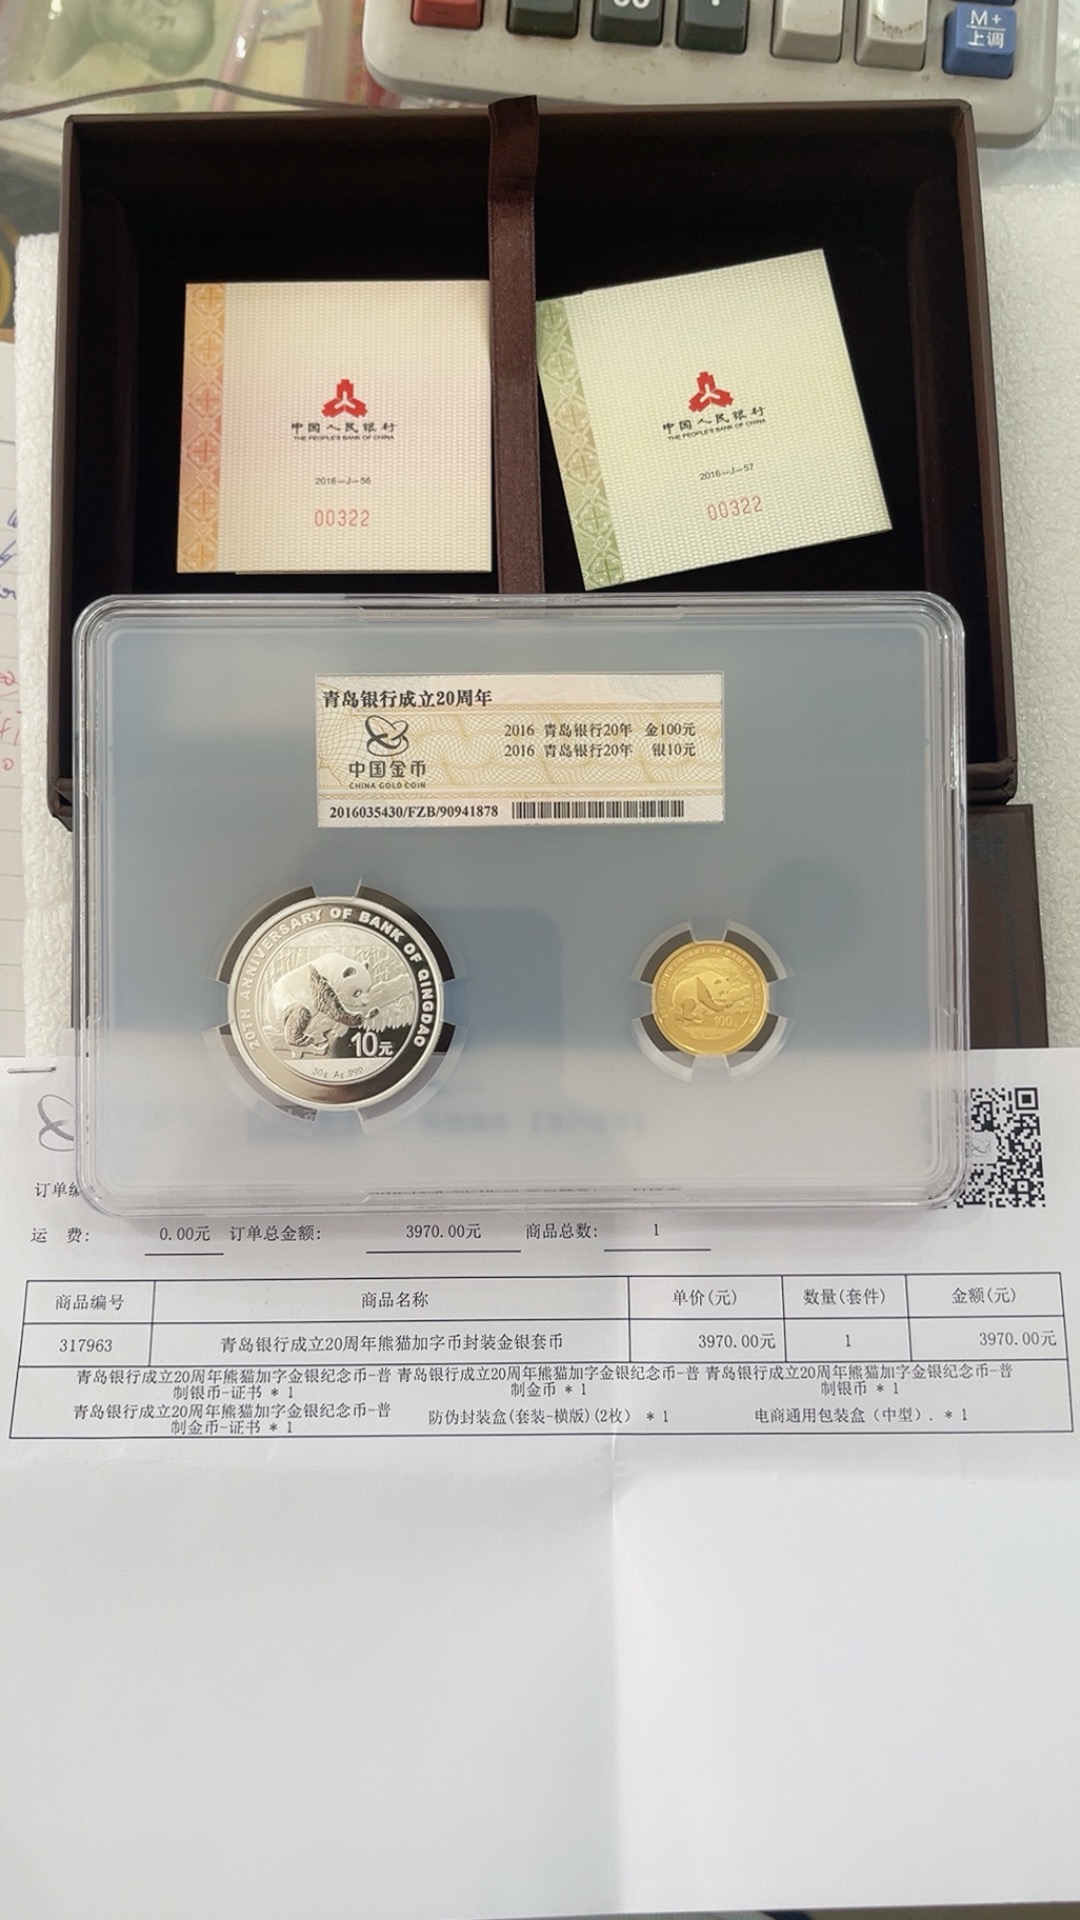 M+
上调
中国人民银行
THE PEOPLE'S BANK OF CHINA
2016—J—56
00322
中国人民银行
THE PEOPLE'S BANK OF CHINA
2016—J—57
00322
青岛银行成立20周年
2016 青岛银行20年 金100元
2016 青岛银行20年 银10元
中国金币
CHINA GOLD COIN
2016035430/FZB/90941878
20TH ANNIVERSARY OF BANK OF QINGDAO
10元
30g Ag.999
100
订单编
运 费: 0.00元 订单总金额: 3970.00元 商品总数: 1
商品编号 商品名称 单价(元) 数量(套件) 金额(元)
317963 青岛银行成立20周年熊猫加字币封装金银套币 3970.00元 1 3970.00元
青岛银行成立20周年熊猫加字金银纪念币-普 青岛银行成立20周年熊猫加字金银纪念币-普 青岛银行成立20周年熊猫加字金银纪念币-普
制银币-证书 * 1 制金币 * 1 制银币 * 1
青岛银行成立20周年熊猫加字金银纪念币-普
制金币-证书 * 1 防伪封装盒(套装-横版)(2枚) * 1 电商通用包装盒（中型）. * 1